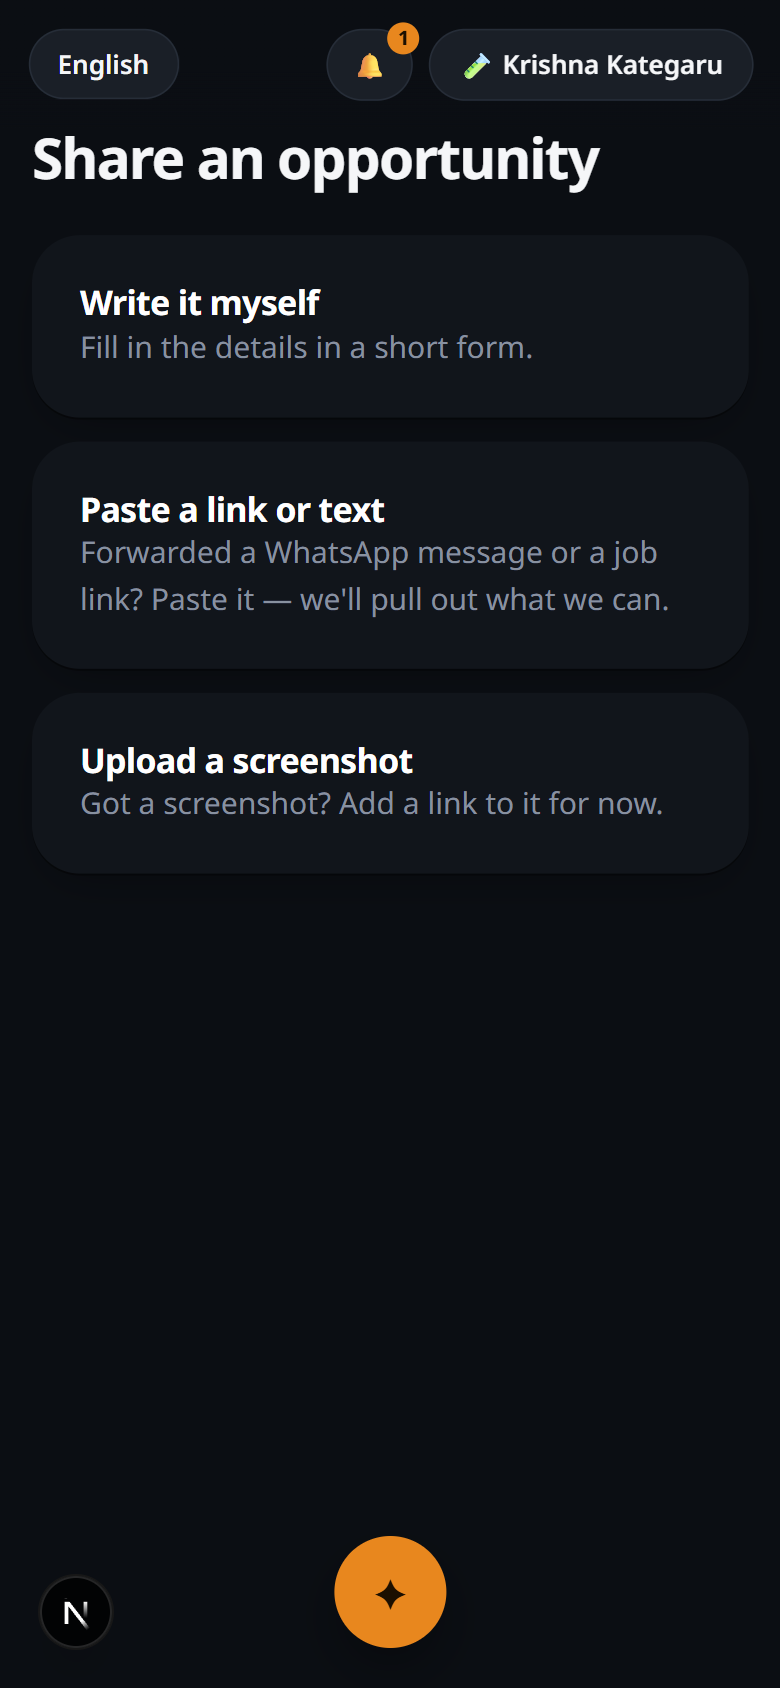 English
1
Krishna Kategaru
Share an opportunity
Write it myself
Fill in the details in a short form.
Paste a link or text
Forwarded a WhatsApp message or a job
link? Paste it — we'll pull out what we can.
Upload a screenshot
Got a screenshot? Add a link to it for now.
N